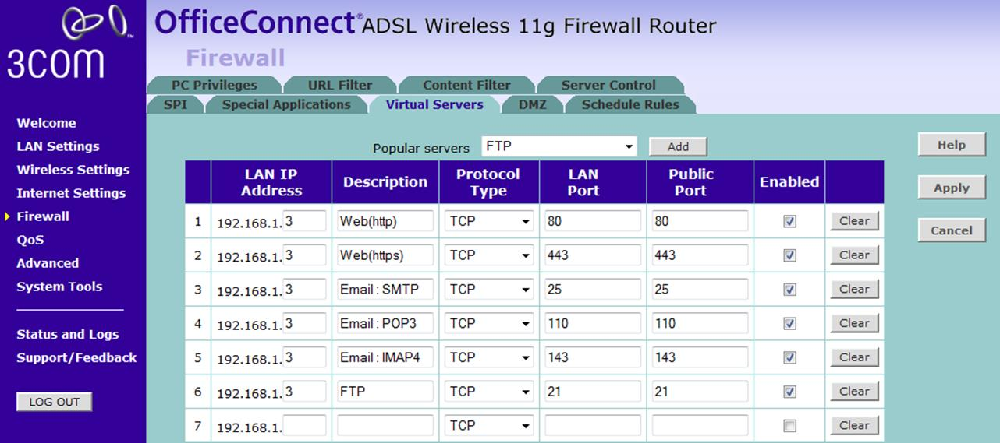 3COM™
OfficeConnect® ADSL Wireless 11g Firewall Router
Firewall
PC Privileges URL Filter Content Filter Server Control
SPI Special Applications Virtual Servers DMZ Schedule Rules
Welcome
LAN Settings
Wireless Settings
Internet Settings
Firewall
QoS
Advanced
System Tools
Status and Logs
Support/Feedback
LOG OUT
Popular servers FTP Add
LAN IP Address Description Protocol Type LAN Port Public Port Enabled
1 192.168.1. 3 Web(http) TCP 80 80 Clear
2 192.168.1. 3 Web(https) TCP 443 443 Clear
3 192.168.1. 3 Email : SMTP TCP 25 25 Clear
4 192.168.1. 3 Email : POP3 TCP 110 110 Clear
5 192.168.1. 3 Email : IMAP4 TCP 143 143 Clear
6 192.168.1. 3 FTP TCP 21 21 Clear
7 192.168.1. TCP Clear
Help
Apply
Cancel